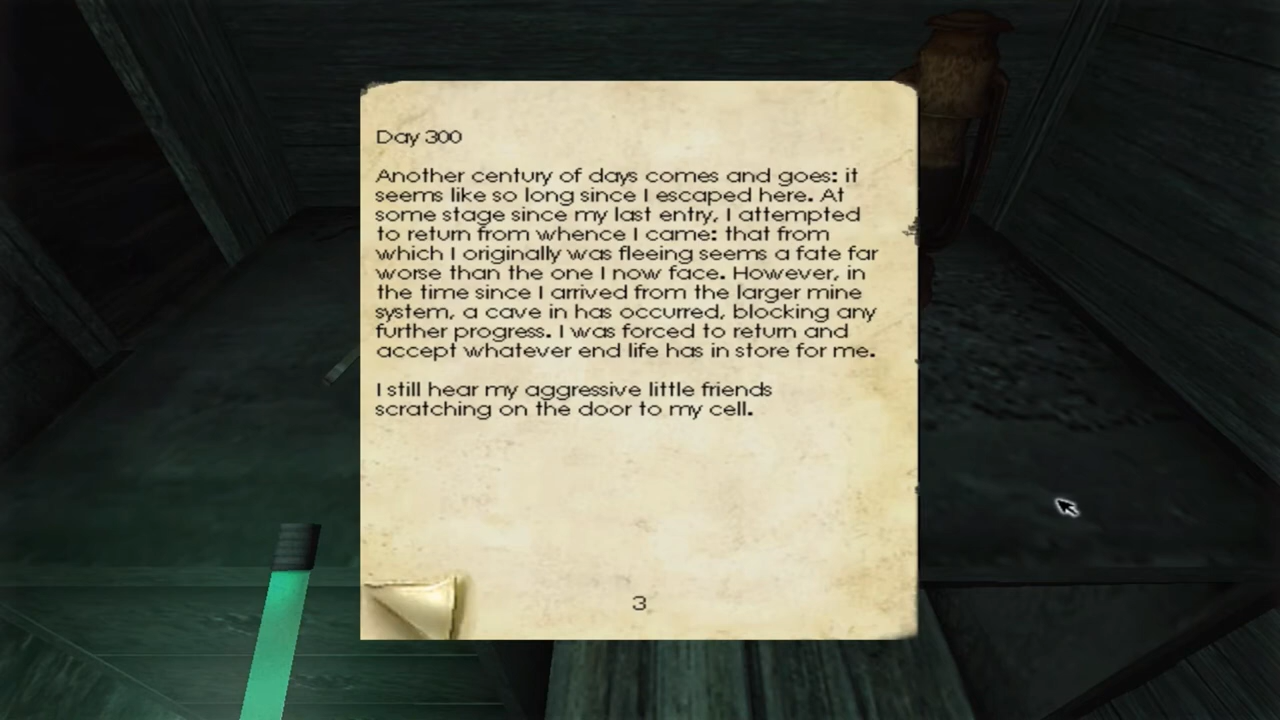 Day 300
Another century of days comes and goes: it
seems like so long since I escaped here. At
some stage since my last entry, I attempted
to return from whence I came: that from
which I originally was fleeing seems a fate far
worse than the one I now face. However, in
the time since I arrived from the larger mine
system, a cave in has occurred, blocking any
further progress. I was forced to return and
accept whatever end life has in store for me.
I still hear my aggressive little friends
scratching on the door to my cell.
3